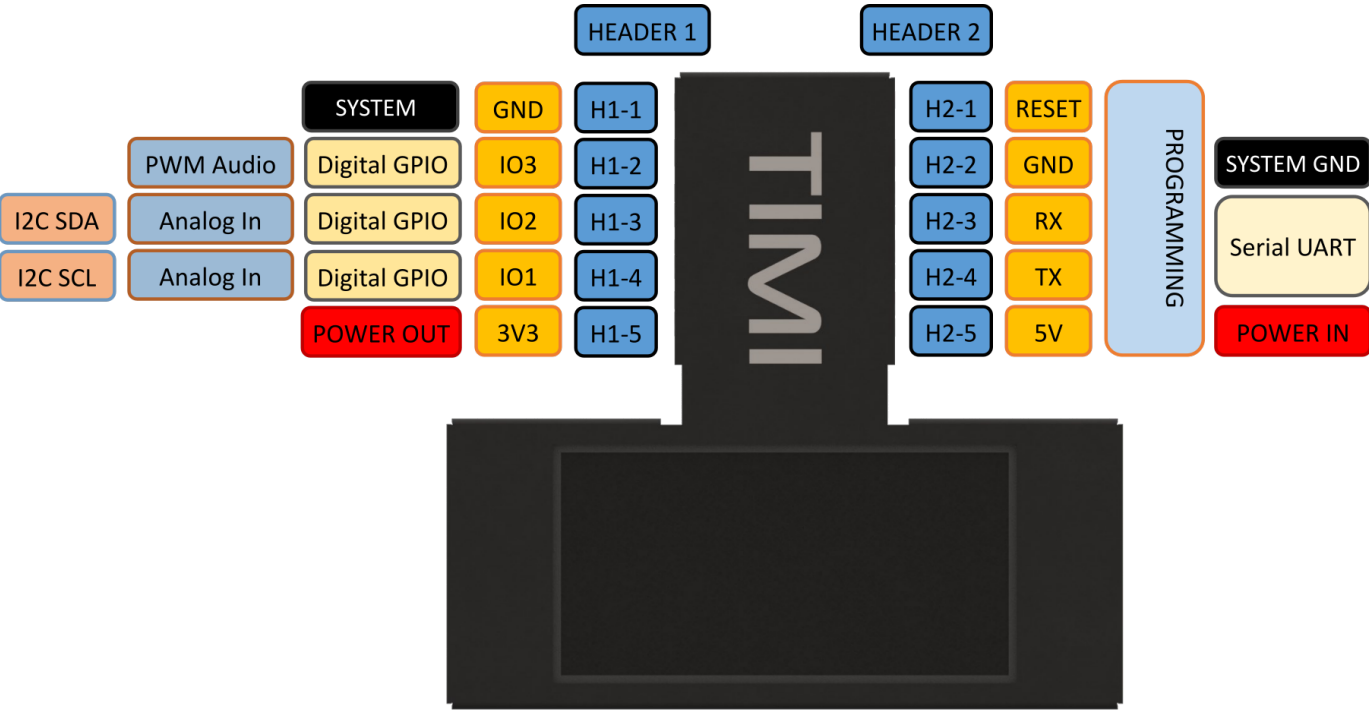 HEADER 1 HEADER 2
SYSTEM GND H1-1 H2-1 RESET
PWM Audio Digital GPIO IO3 H1-2 H2-2 GND SYSTEM GND
I2C SDA Analog In Digital GPIO IO2 H1-3 H2-3 RX
Serial UART
I2C SCL Analog In Digital GPIO IO1 H1-4 H2-4 TX
POWER OUT 3V3 H1-5 H2-5 5V POWER IN
PROGRAMMING
TIMI